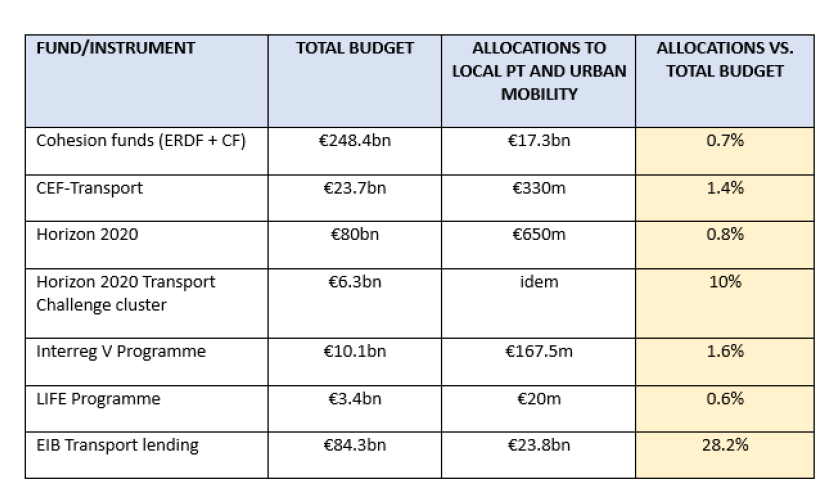 FUND/INSTRUMENT TOTAL BUDGET ALLOCATIONS TO ALLOCATIONS VS.
LOCAL PT AND URBAN TOTAL BUDGET
MOBILITY
Cohesion funds (ERDF + CF) €248.4bn €17.3bn 0.7%
CEF-Transport €23.7bn €330m 1.4%
Horizon 2020 €80bn €650m 0.8%
Horizon 2020 Transport €6.3bn idem 10%
Challenge cluster
Interreg V Programme €10.1bn €167.5m 1.6%
LIFE Programme €3.4bn €20m 0.6%
EIB Transport lending €84.3bn €23.8bn 28.2%